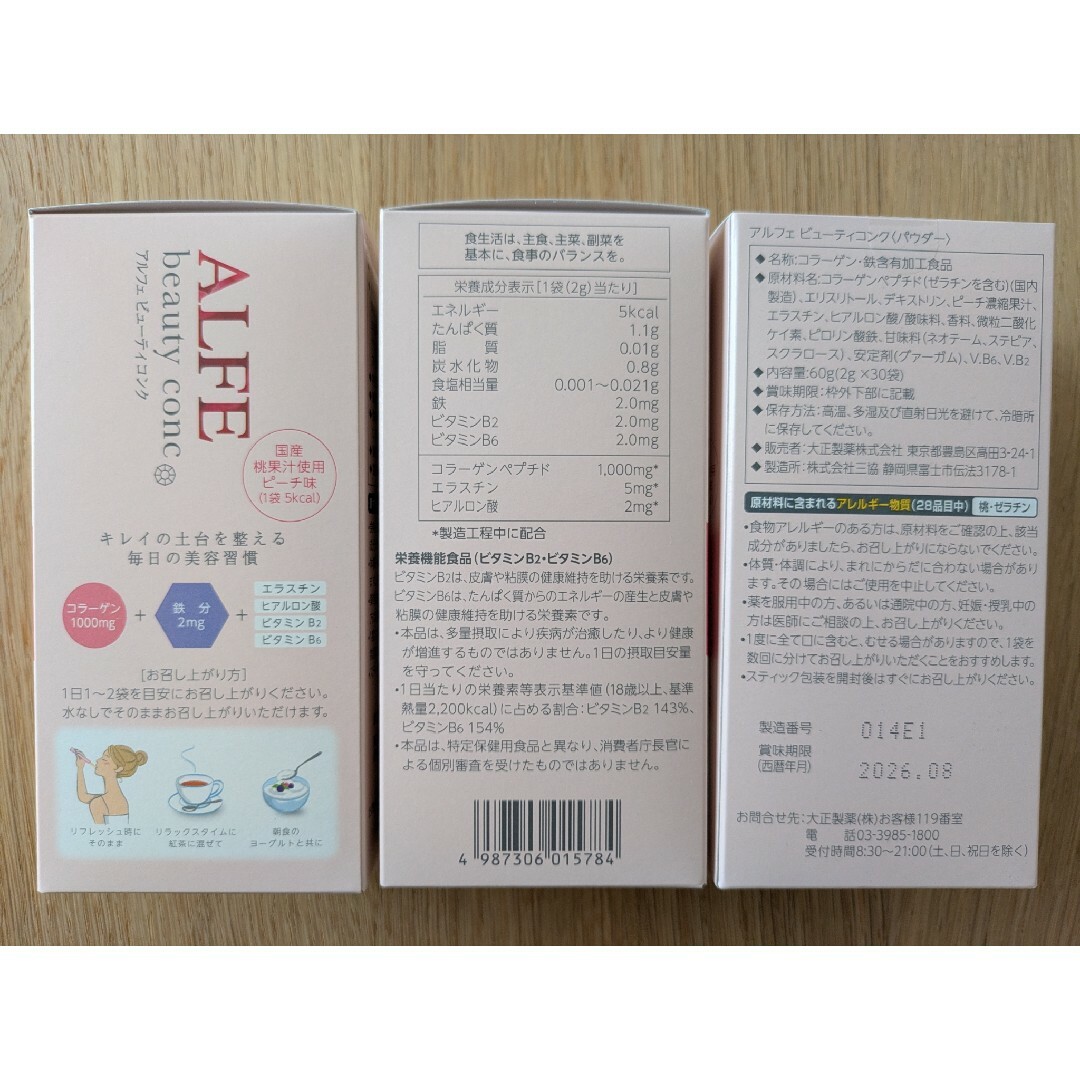 ALFE
beauty conc
アルフェ ビューティコンク
国産
桃果汁使用
ピーチ味
(1袋 5kcal)
キレイの土台を整える
毎日の美容習慣
コラーゲン
1000mg
+
鉄 分
2mg
+
エラスチン
ヒアルロン酸
ビタミン B2
ビタミン B6
[お召し上がり方]
1日1~2袋を目安にお召し上がりください。
水なしでそのままお召し上がりいただけます。
リフレッシュ時に
そのまま
リラックスタイムに
紅茶に混ぜて
朝食の
ヨーグルトと共に
食生活は、主食、主菜、副菜を
基本に、食事のバランスを。
栄養成分表示[1袋(2g)当たり]
エネルギー 5kcal
たんぱく質 1.1g
脂 質 0.01g
炭水化物 0.8g
食塩相当量 0.001~0.021g
鉄 2.0mg
ビタミンB2 2.0mg
ビタミンB6 2.0mg
コラーゲンペプチド 1,000mg*
エラスチン 5mg*
ヒアルロン酸 2mg*
*製造工程中に配合
栄養機能食品(ビタミンB2・ビタミンB6)
ビタミンB2は、皮膚や粘膜の健康維持を助ける栄養素です。
ビタミンB6は、たんぱく質からのエネルギーの産生と皮膚や
粘膜の健康維持を助ける栄養素です。
・本品は、多量摂取により疾病が治癒したり、より健康
が増進するものではありません。1日の摂取目安量
を守ってください。
・1日当たりの栄養素等表示基準値(18歳以上、基準
熱量2,200kcal)に占める割合:ビタミンB2 143%、
ビタミンB6 154%
・本品は、特定保健用食品と異なり、消費者庁長官に
よる個別審査を受けたものではありません。
4 987306 015784
アルフェ ビューティコンク〈パウダー〉
◆名称:コラーゲン・鉄含有加工食品
◆原材料名:コラーゲンペプチド(ゼラチンを含む)(国内
製造)、エリスリトール、デキストリン、ピーチ濃縮果汁、
エラスチン、ヒアルロン酸/酸味料、香料、微粒二酸化
ケイ素、ピロリン酸鉄、甘味料(ネオテーム、ステビア、
スクラロース)、安定剤(グァーガム)、V.B6、V.B2
◆内容量:60g(2g ×30袋)
◆賞味期限:枠外下部に記載
◆保存方法:高温、多湿及び直射日光を避けて、冷暗所
に保存してください。
◆販売者:大正製薬株式会社 東京都豊島区高田3-24-1
◆製造所:株式会社三協 静岡県富士市伝法3178-1
原材料に含まれるアレルギー物質(28品目中) 桃・ゼラチン
・食物アレルギーのある方は、原材料をご確認の上、該当
成分がありましたら、お召し上がりにならないでください。
・体質・体調により、まれにからだに合わない場合があり
ます。その場合にはご使用を中止してください。
・薬を服用中の方、あるいは通院中の方、妊娠・授乳中の
方は医師にご相談の上、お召し上がりください。
・1度に全て口に含むと、むせる場合がありますので、1袋を
数回に分けてお召し上がりいただくことをおすすめします。
・スティック包装を開封後はすぐにお召し上がりください。
製造番号 014E1
賞味期限
(西暦年月) 2026.08
お問合せ先:大正製薬(株)お客様119番室
電 話03-3985-1800
受付時間8:30~21:00(土、日、祝日を除く)